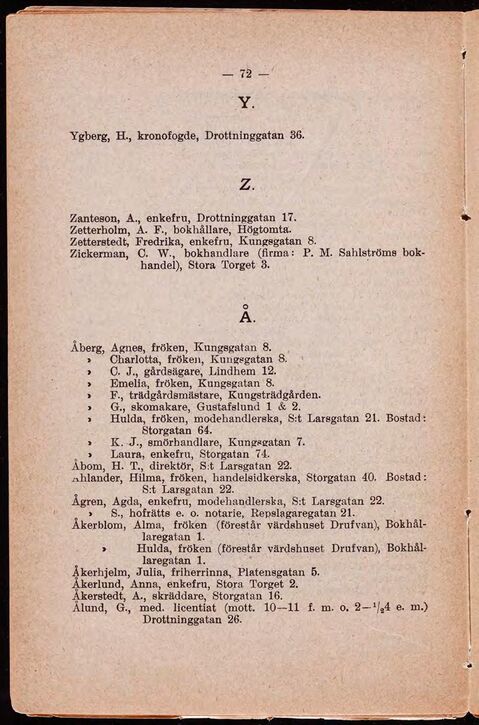 — 72 —
Y.
Ygberg, H., kronofogde, Drottninggatan 36.
Z.
Zanteson, A., enkefru, Drottninggatan 17.
Zetterholm, A. F., bokhållare, Högtomta.
Zetterstedt, Fredrika, enkefru, Kungsgatan 8.
Zickerman, C. W., bokhandlare (firma: P. M. Sahlströms bok-
handel), Stora Torget 3.
Å.
Åberg, Agnes, fröken, Kungsgatan 8.
» Charlotta, fröken, Kungsgatan 8.
» C. J., gårdsägare, Lindhem 12.
» Emelia, fröken, Kungsgatan 8.
» F., trädgårdsmästare, Kungsträdgården.
» G., skomakare, Gustafslund 1 & 2.
» Hulda, fröken, modehandlerska, S:t Larsgatan 21. Bostad:
Storgatan 64.
» K. J., smörhandlare, Kungsgatan 7.
» Laura, enkefru, Storgatan 74.
Åbom, H. T., direktör, S:t Larsgatan 22.
Åhlander, Hilma, fröken, handelsidkerska, Storgatan 40. Bostad:
S:t Larsgatan 22.
Ågren, Agda, enkefru, modehandlerska, S:t Larsgatan 22.
» S., hofrätts e. o. notarie, Repslagaregatan 21.
Åkerblom, Alma, fröken (förestår värdshuset Drufvan), Bokhål-
laregatan 1.
» Hulda, fröken (förestår värdshuset Drufvan), Bokhål-
laregatan 1.
Åkerhjelm, Julia, friherrinna, Platensgatan 5.
Åkerlund, Anna, enkefru, Stora Torget 2.
Åkerstedt, A., skräddare, Storgatan 16.
Ålund, G., med. licentiat (mott. 10—11 f. m. o. 2—1/24 e. m.)
Drottninggatan 26.